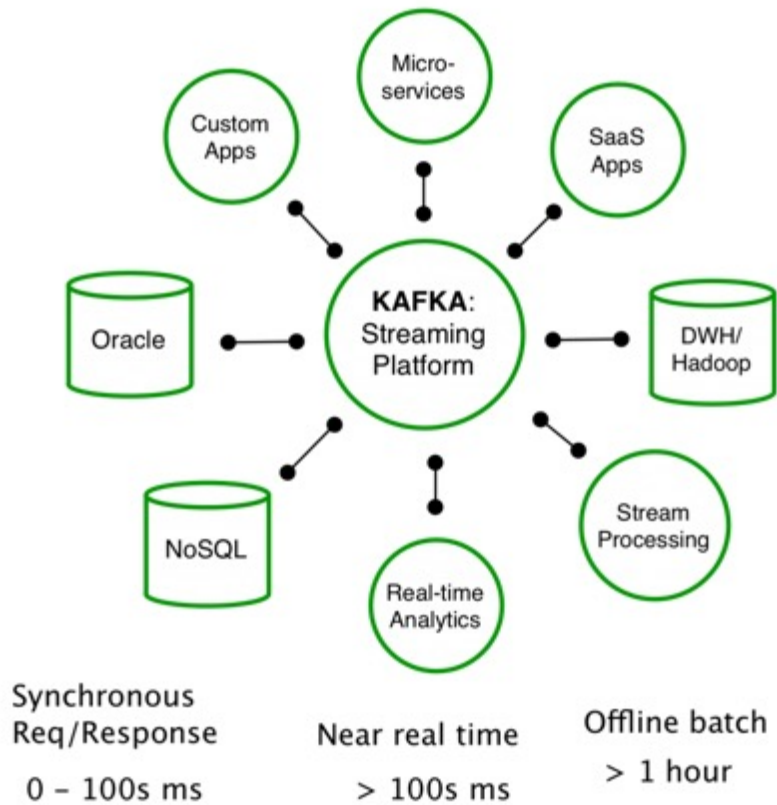 Micro-
services
Custom
Apps
SaaS
Apps
KAFKA:
Streaming
Platform
Oracle
DWH/
Hadoop
NoSQL
Stream
Processing
Real-time
Analytics
Synchronous
Req/Response
0 – 100s ms
Near real time
> 100s ms
Offline batch
> 1 hour